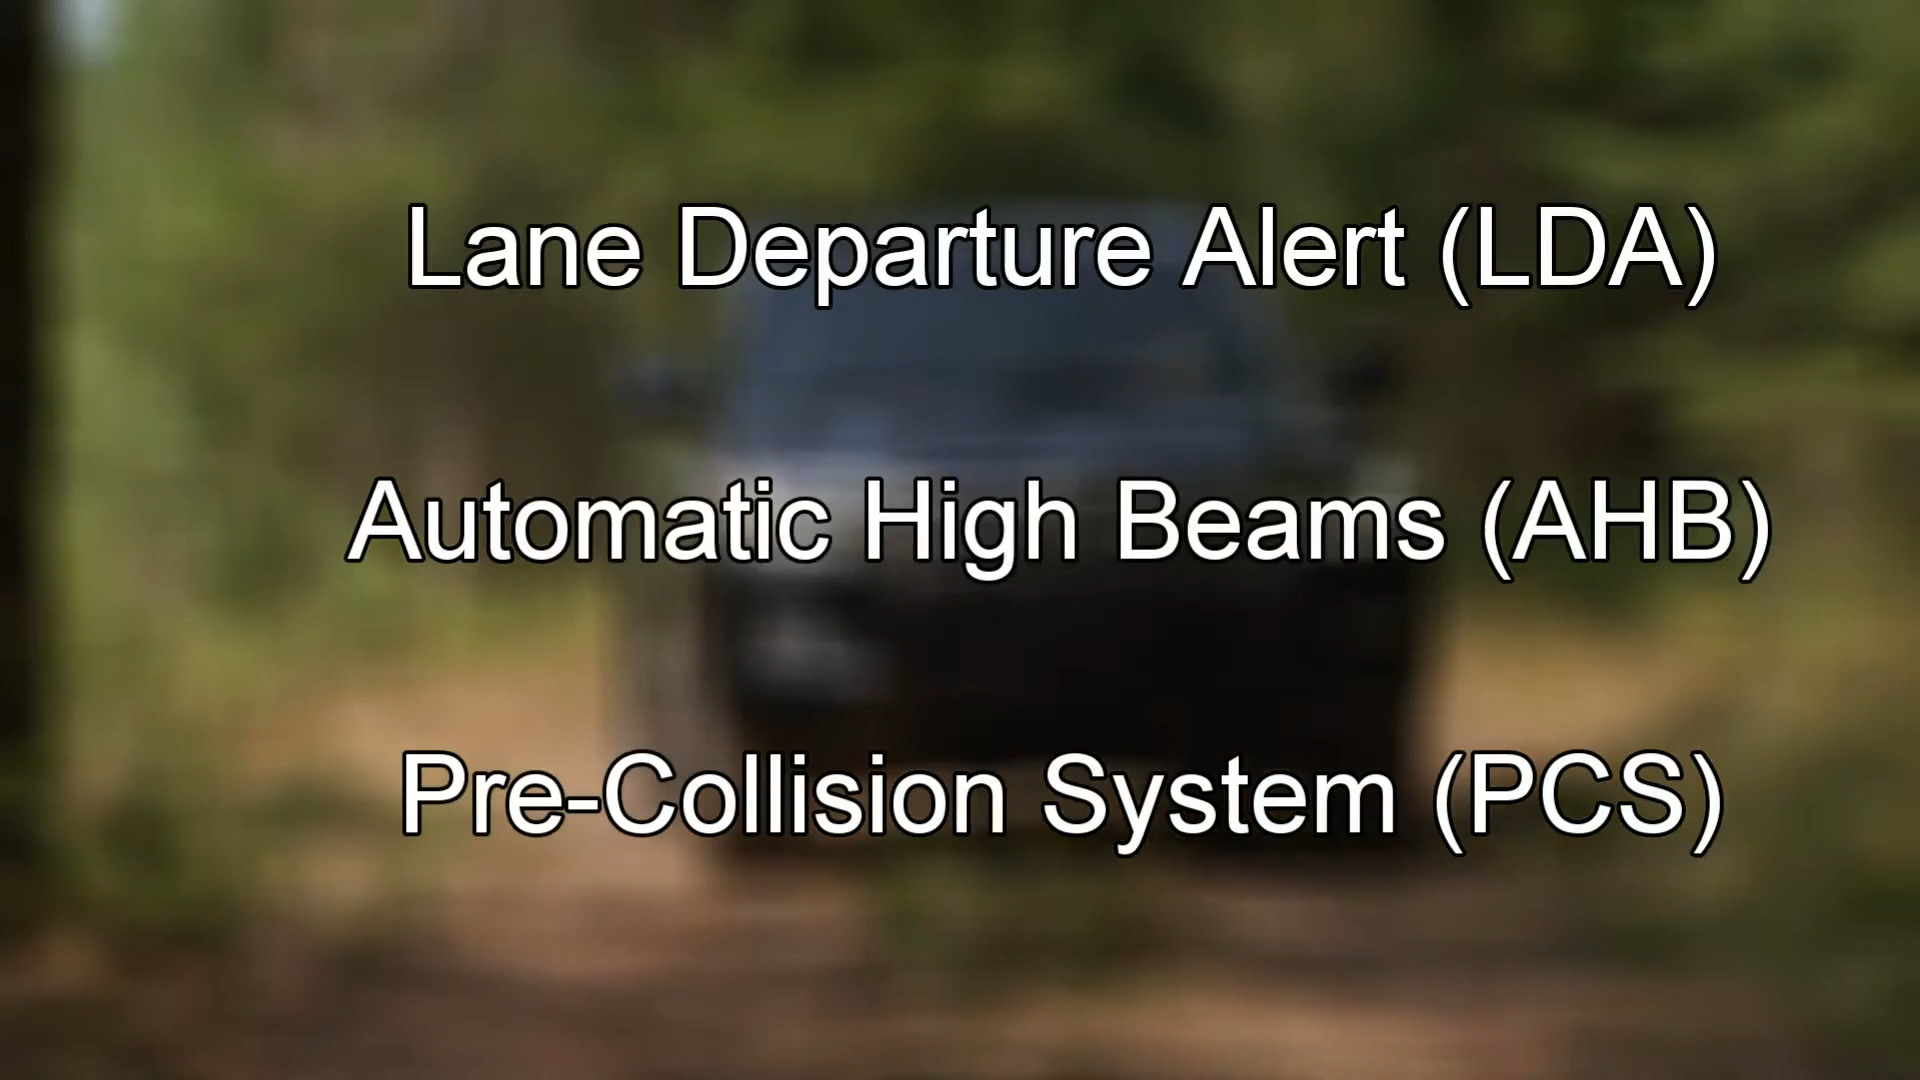 Lane Departure Alert (LDA)
Automatic High Beams (AHB)
Pre-Collision System (PCS)